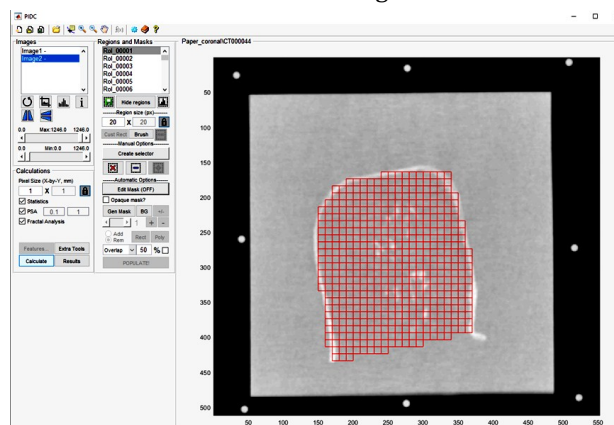 PIDC
f(x)
Images
Image1 -
Image2 -
0.0 Max:1246.0 1246.0
0.0 Min:0.0 1246.0
Calculations
Pixel Size (X-by-Y, mm)
1 X 1
Statistics
PSA 0.1 1
Fractal Analysis
Features... Extra Tools
Calculate Results
Regions and Masks
RoI_00001
RoI_00002
RoI_00003
RoI_00004
RoI_00005
RoI_00006
Hide regions
Region size (px)
20 X 20
Cust Rect Brush
Manual Options
Create selector
Automatic Options
Edit Mask (OFF)
Opaque mask?
Gen Mask BG +/-
1 + -
Add
Rem Rect Poly
Overlap 50 %
POPULATE!
Paper_coronal\CT000044
50
100
150
200
250
300
350
400
450
500
50 100 150 200 250 300 350 400 450 500 550